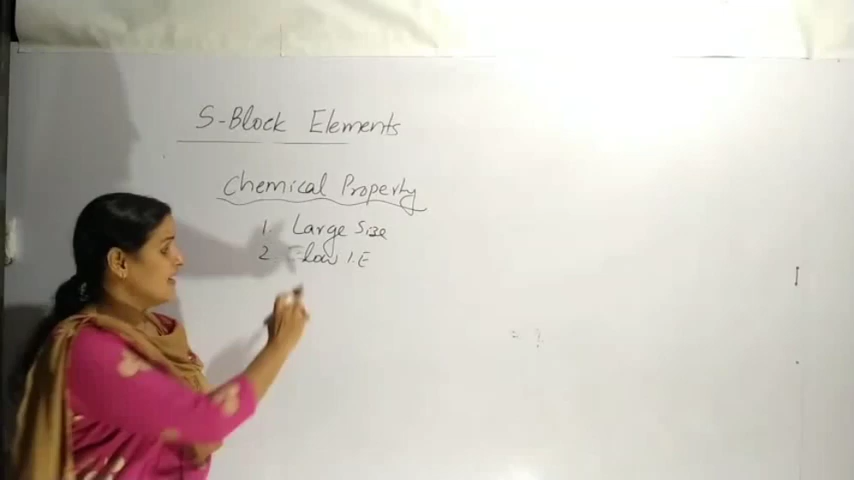 S-Block Elements
Chemical Property
1. Large Size
2. low I.E
= ?